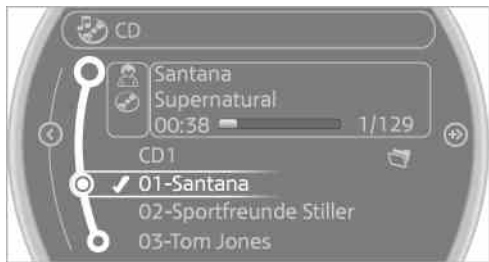 CD
Santana
Supernatural
00:38 1/129
CD1
01-Santana
02-Sportfreunde Stiller
03-Tom Jones